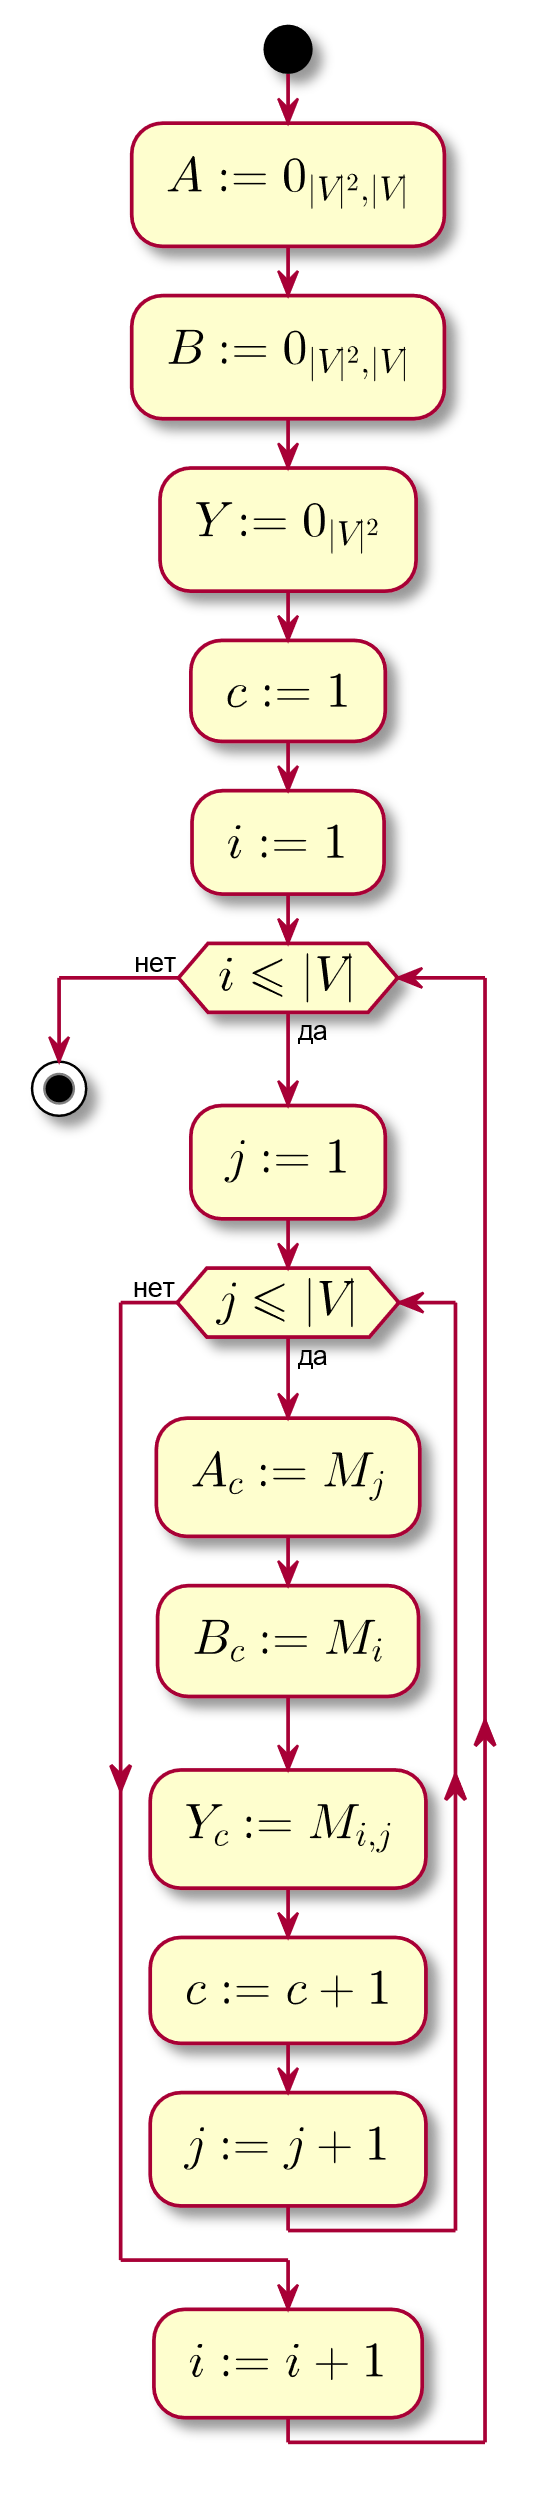 A := 0_{|V|^2,|V|}
B := 0_{|V|^2,|V|}
Y := 0_{|V|^2}
c := 1
i := 1
нет
i ⩽ |V|
да
j := 1
нет
j ⩽ |V|
да
A_c := M_j
B_c := M_i
Y_c := M_{i,j}
c := c + 1
j := j + 1
i := i + 1